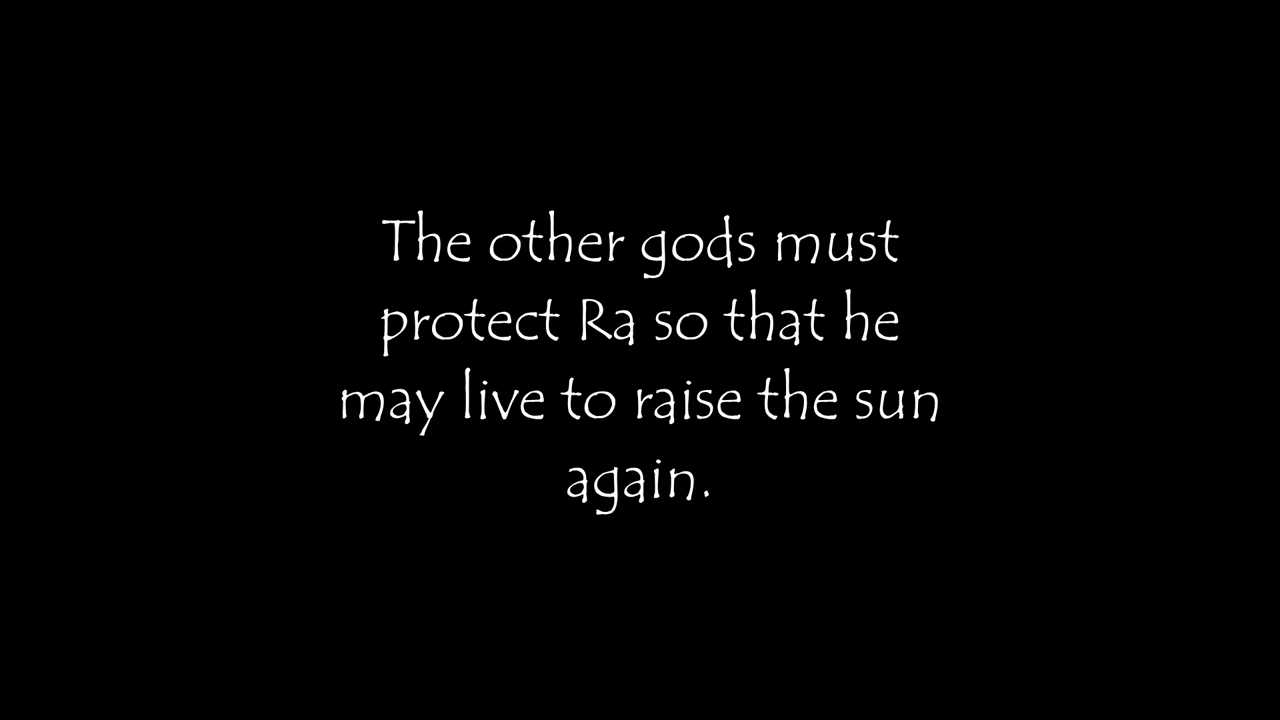 The other gods must
protect Ra so that he
may live to raise the sun
again.